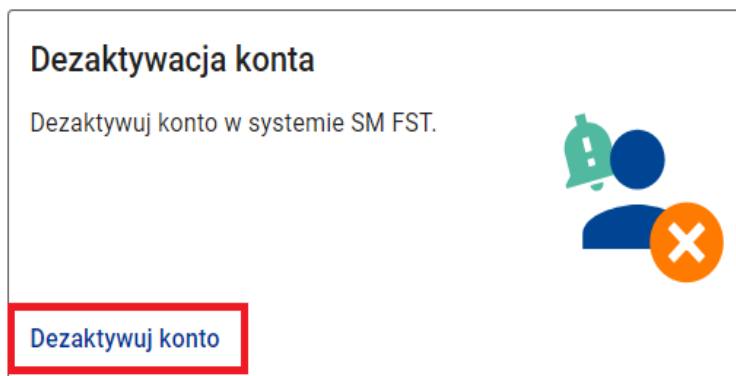 Dezaktywacja konta
Dezaktywuj konto w systemie SM FST.
Dezaktywuj konto